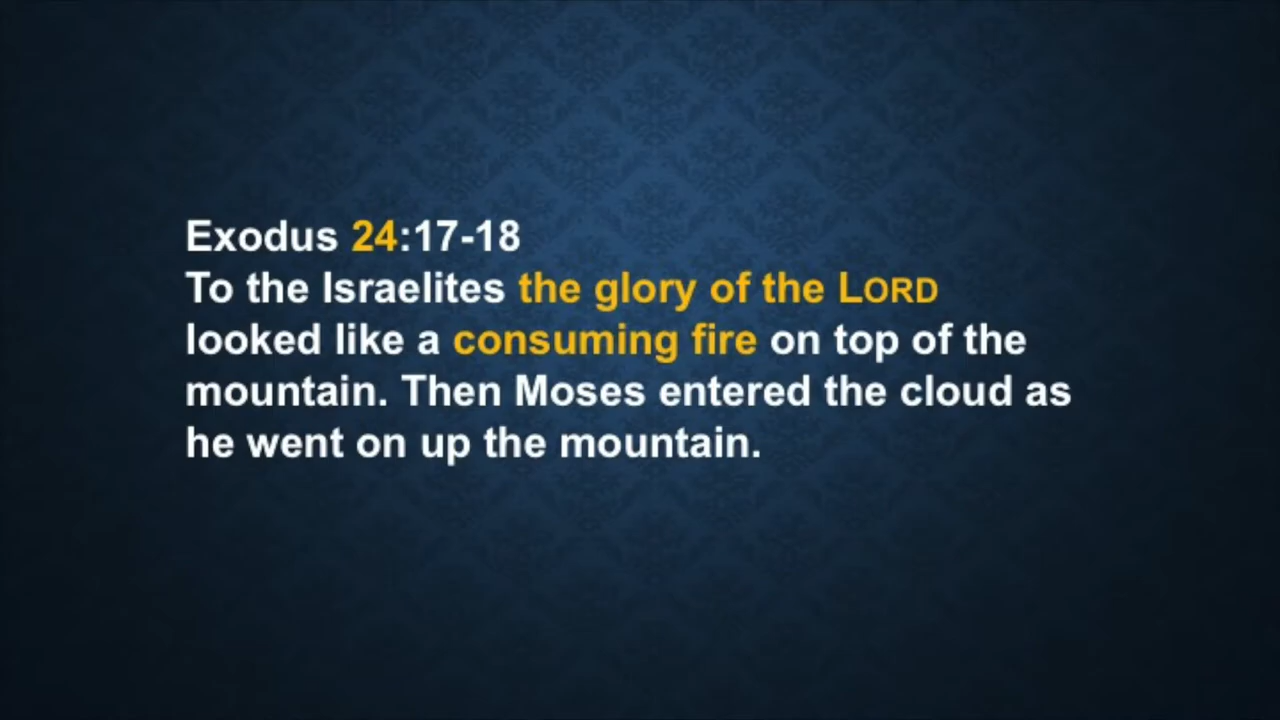 Exodus 24:17-18
To the Israelites the glory of the LORD
looked like a consuming fire on top of the
mountain. Then Moses entered the cloud as
he went on up the mountain.